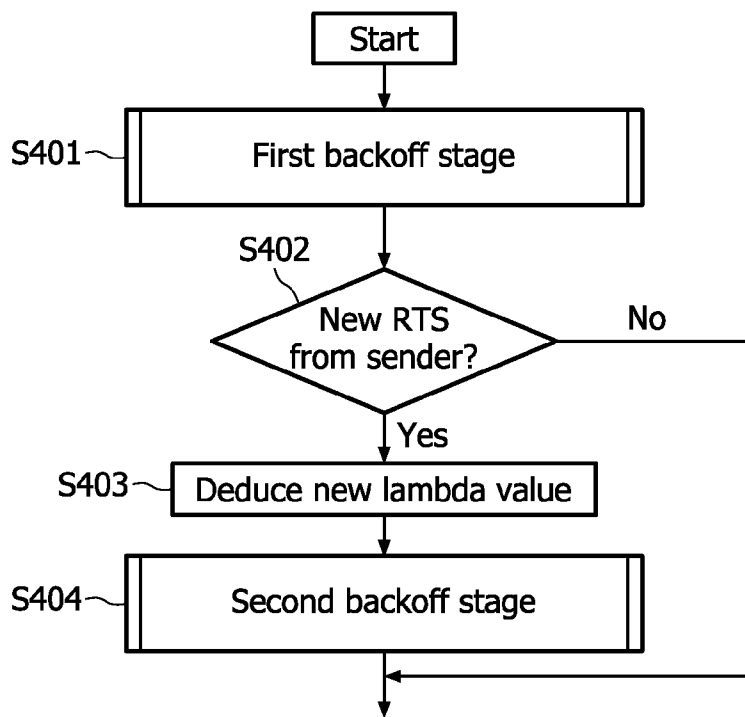 Start
S401
First backoff stage
S402
New RTS
from sender?
No
Yes
S403
Deduce new lambda value
S404
Second backoff stage